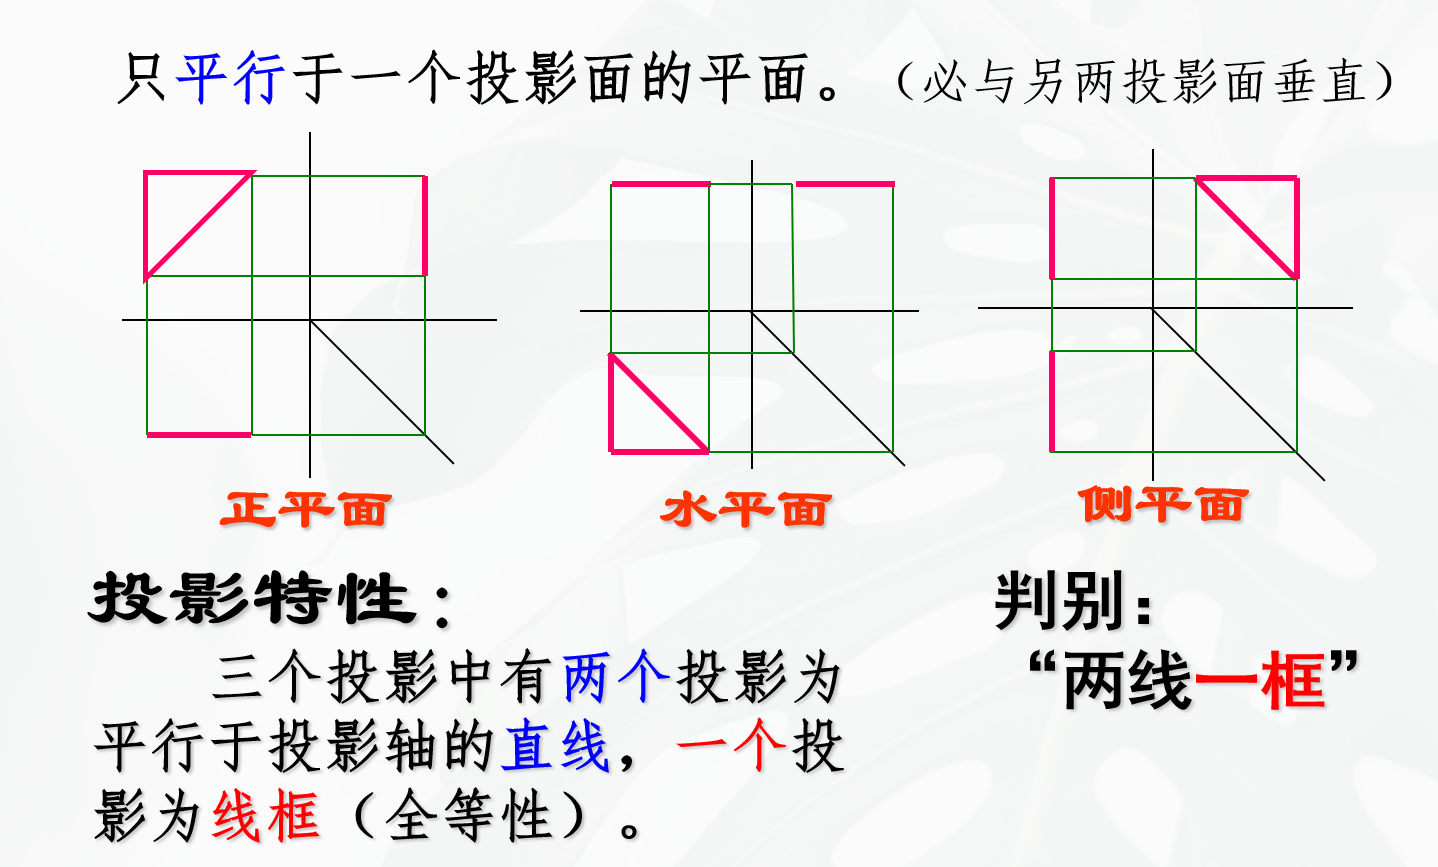 只平行于一个投影面的平面。（必与另两投影面垂直）
正平面
水平面
侧平面
投影特性：
三个投影中有两个投影为
平行于投影轴的直线，一个投
影为线框（全等性）。
判别：
“两线一框”